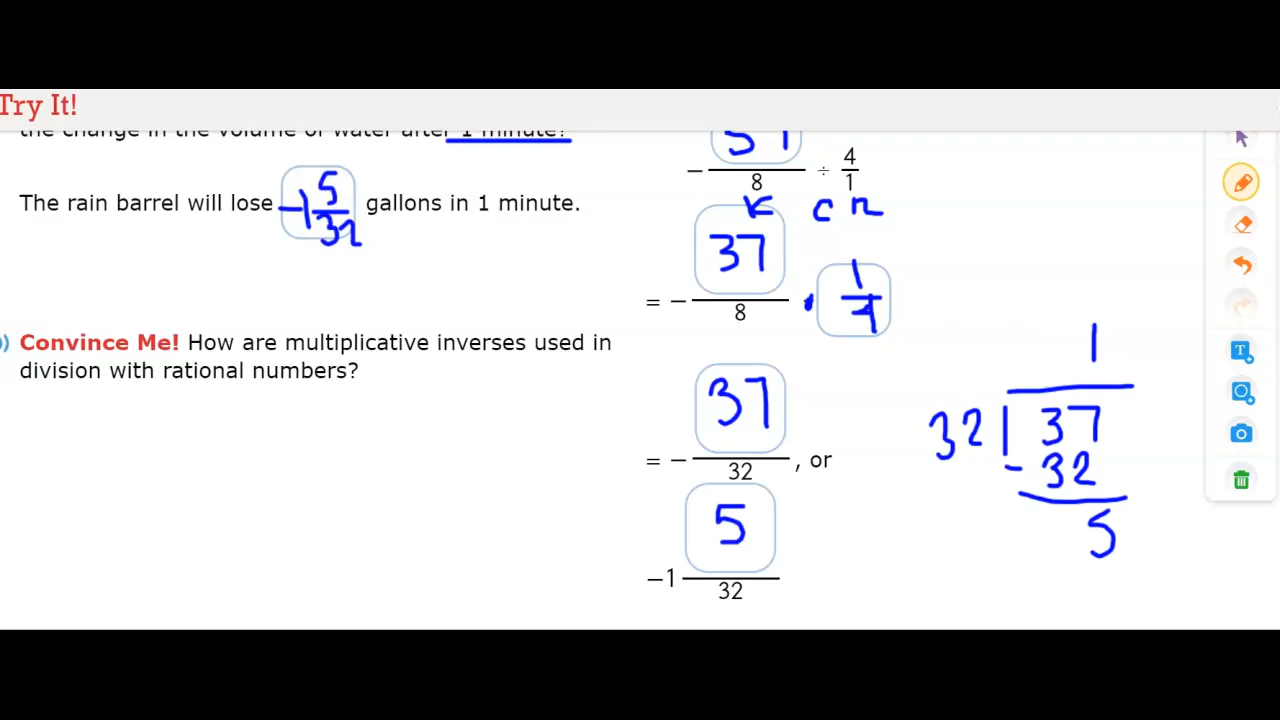 Try It!
the change in the volume of water after 1 minute?
The rain barrel will lose -1 5/32 gallons in 1 minute.
Convince Me! How are multiplicative inverses used in
division with rational numbers?
- 37/8 ÷ 4/1
K C R
= - 37/8 · 1/4
= - 37/32, or
-1 5/32
1
32 37
- 32
5
T